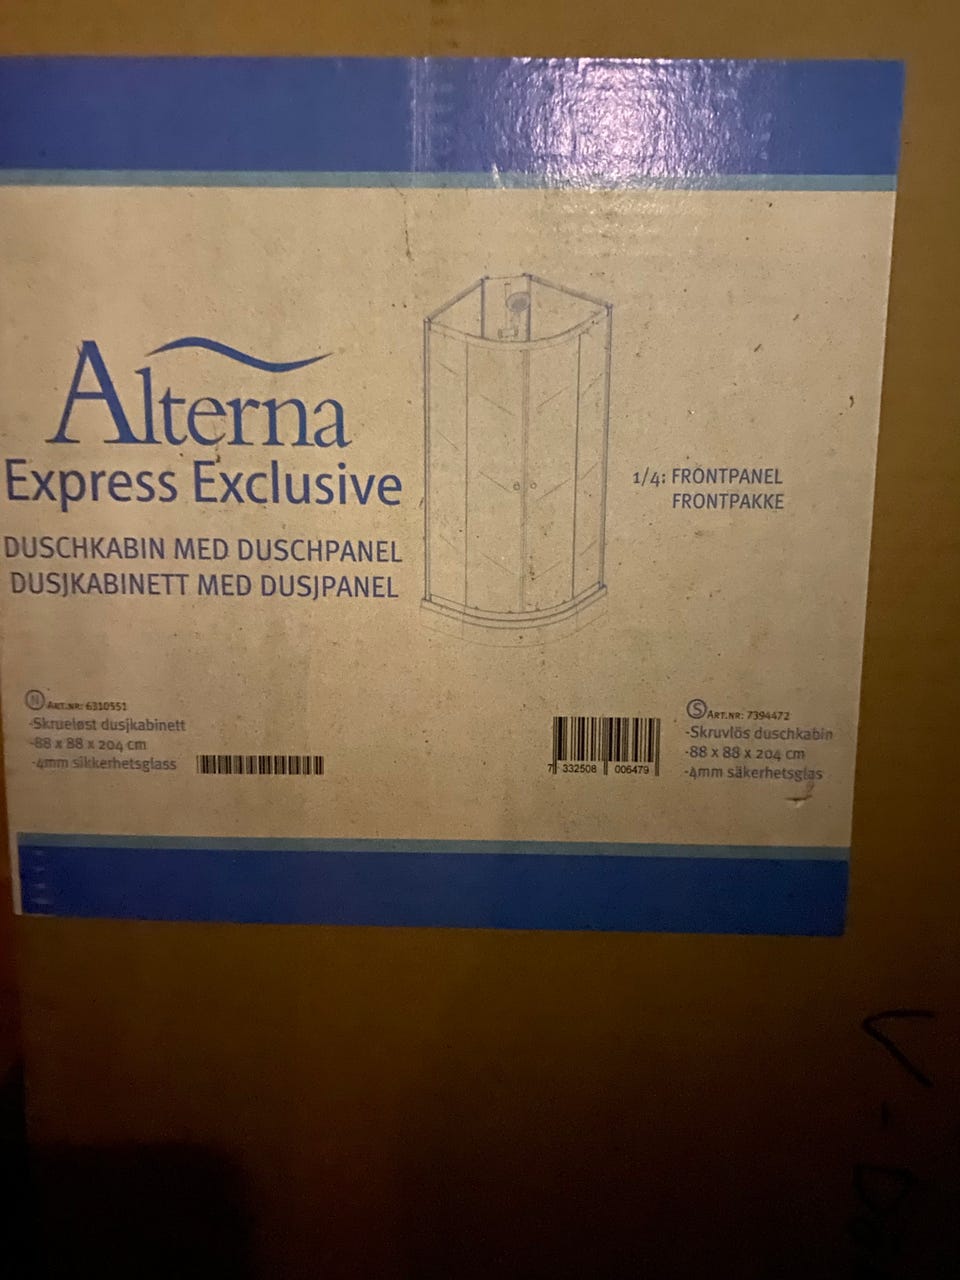 Alterna
Express Exclusive
DUSCHKABIN MED DUSCHPANEL
DUSJKABINETT MED DUSJPANEL
1/4: FRONTPANEL
FRONTPAKKE
N ART.NR: 6310551
-Skrueløst dusjkabinett
-88 x 88 x 204 cm
-4mm sikkerhetsglass
7 332508 006479
S ART.NR: 7394472
-Skruvlös duschkabin
-88 x 88 x 204 cm
-4mm säkerhetsglas